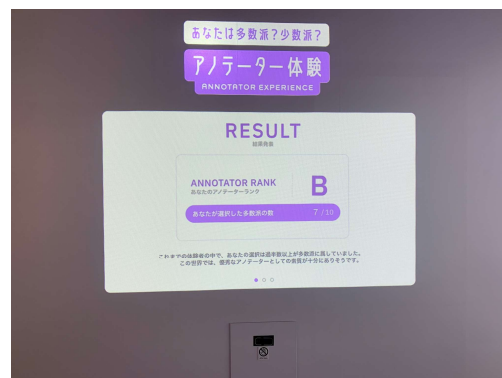 あなたは多数派？少数派？
アノテーター体験
ANNOTATOR EXPERIENCE
RESULT
結果発表
ANNOTATOR RANK
あなたのアノテーターランク
B
あなたが選択した多数派の数
7 / 10
これまでの体験者の中で、あなたの選択は過半数以上が多数派に属していました。
この世界では、優秀なアノテーターとしての素質が十分にありそうです。